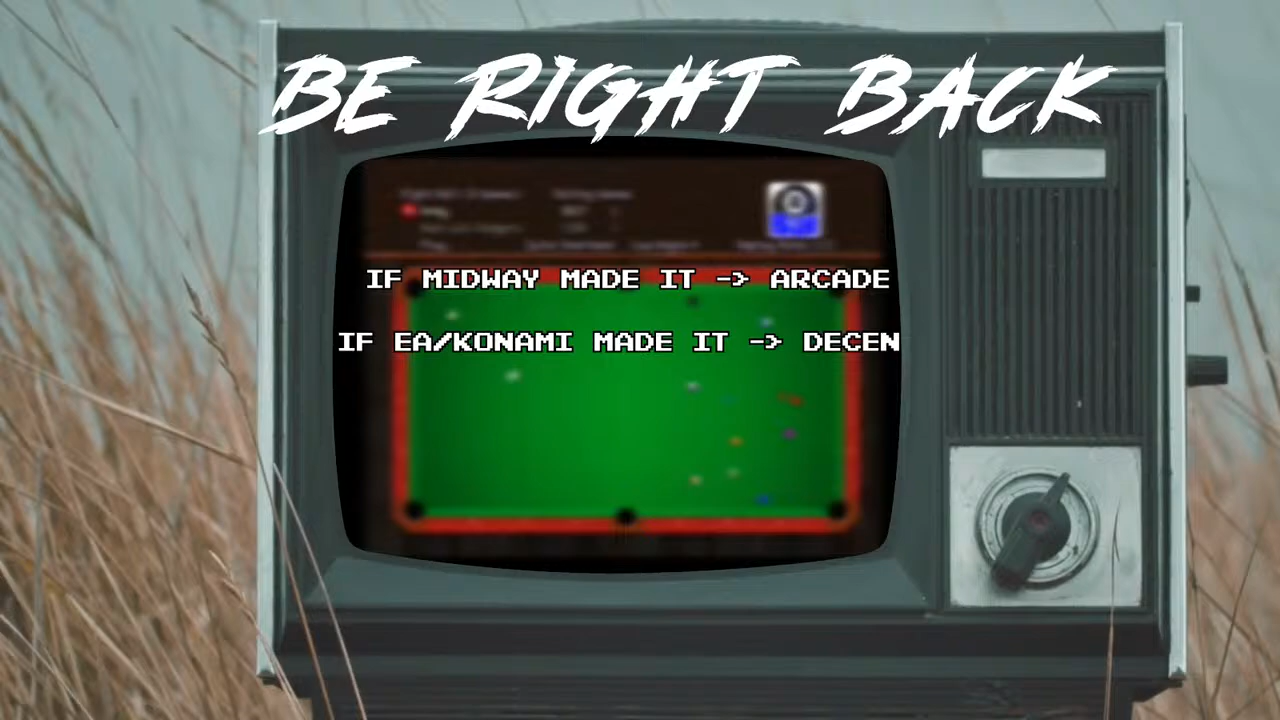 BE RIGHT BACK
IF MIDWAY MADE IT -> ARCADE
IF EA/KONAMI MADE IT -> DECEN